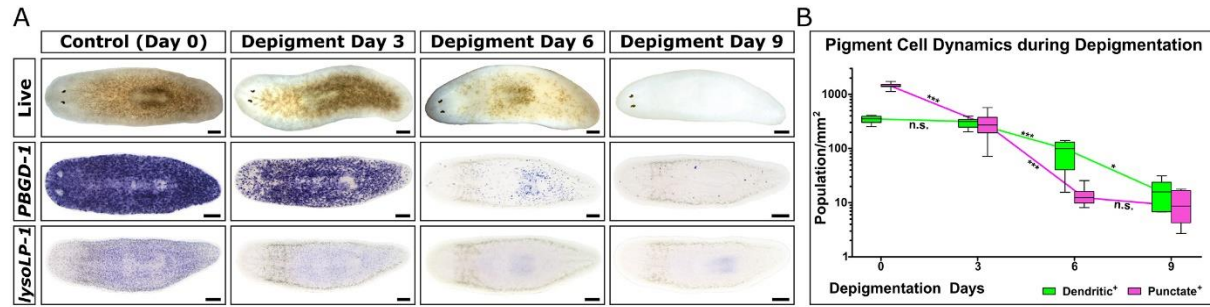 A
Control (Day 0) Depigment Day 3 Depigment Day 6 Depigment Day 9
Live
PBGD-1
lysoLP-1
B
Pigment Cell Dynamics during Depigmentation
Population/mm²
1000
100
10
1
***
n.s.
***
***
*
n.s.
0 3 6 9
Depigmentation Days
Dendritic⁺ Punctate⁺